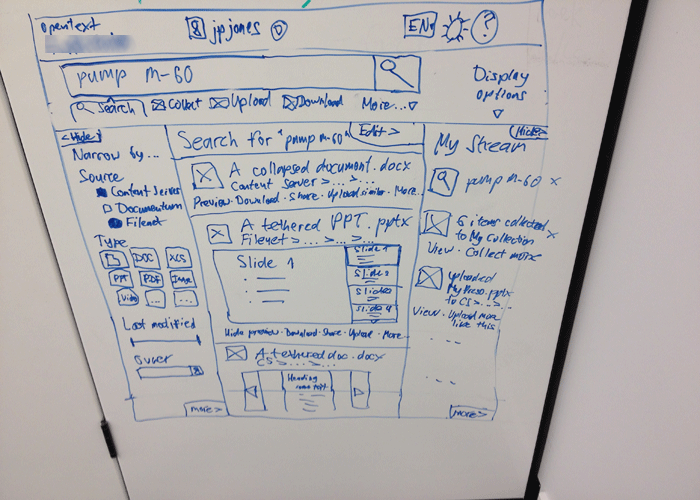 opentext
jpjones
EN
?
pump m-60
Display
options
Search
Collect
Upload
Download
More...
<Hide
Search for "pump m-60"
Edit >
Hide>
My Stream
Narrow by...
Source
Content Server
Documentum
Filenet
Type
DOC
XLS
PPT
PDF
Image
Video
...
...
Last modified
Owner
more>
A collapsed document.docx
Content Server > ...> ...>
Preview · Download · Share · Upload similar · More...
A tethered PPT.pptx
Filenet > ...> ...> ...>
Slide 1
Slide 1
Slide 2
Slide 3
Slide 4
Hide preview · Download · Share · Upload · More..
A tethered doc.docx
CS >...>...>
Heading
some text
pump m-60 x
6 items collected
to My Collection x
View · Collect more
Uploaded
to CS >...>
View · Upload more
like this
...
...
more>